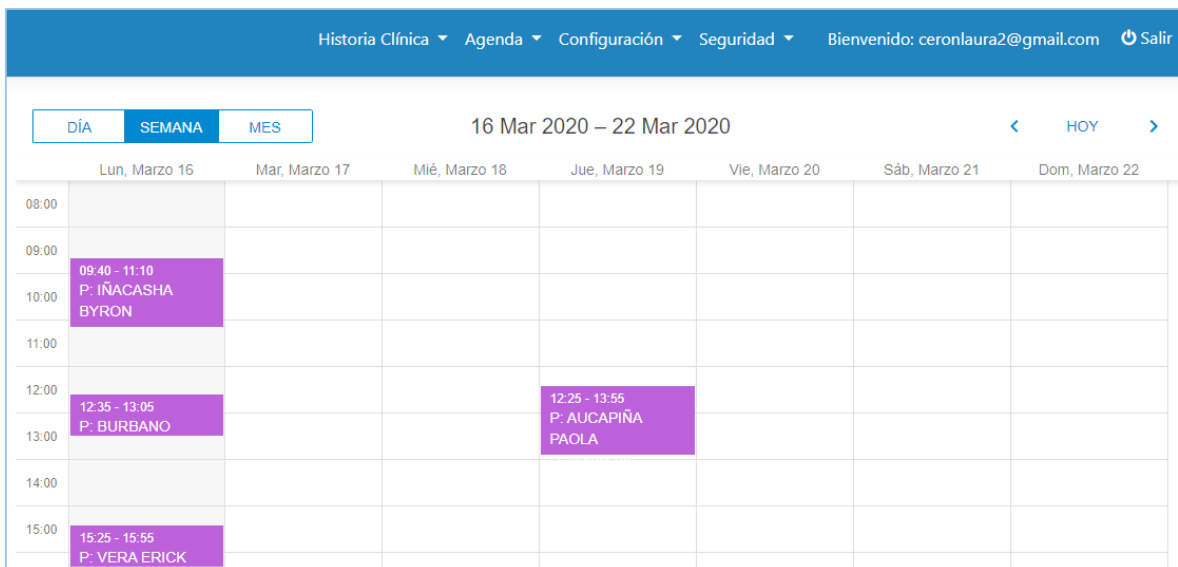 Historia Clínica Agenda Configuración Seguridad Bienvenido: ceronlaura2@gmail.com Salir
DÍA SEMANA MES 16 Mar 2020 – 22 Mar 2020 HOY
Lun, Marzo 16 Mar, Marzo 17 Mié, Marzo 18 Jue, Marzo 19 Vie, Marzo 20 Sáb, Marzo 21 Dom, Marzo 22
08:00
09:00
09:40 - 11:10
P: IÑACASHA
10:00
BYRON
11:00
12:00
12:25 - 13:55
12:35 - 13:05
P: AUCAPIÑA
P: BURBANO
13:00
PAOLA
14:00
15:00
15:25 - 15:55
P: VERA ERICK